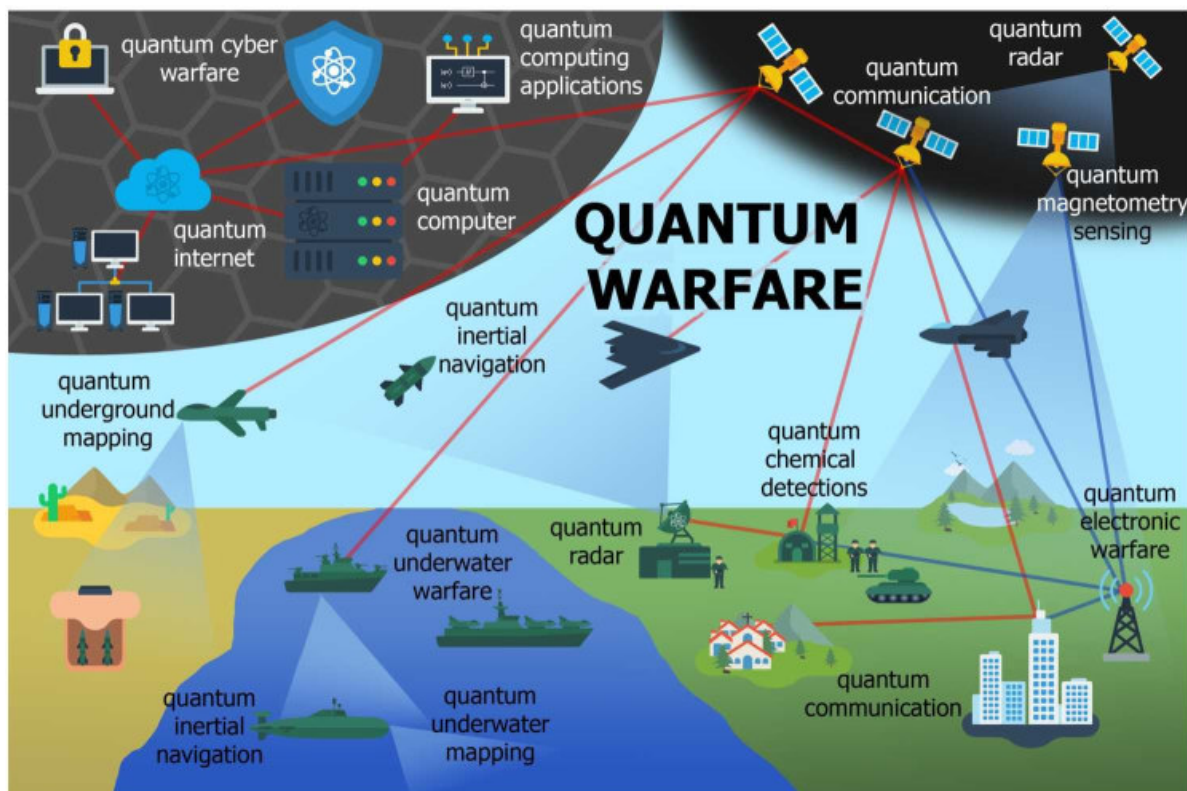 quantum cyber
warfare
quantum
computing
applications
quantum
communication
quantum
radar
quantum
internet
quantum
computer
quantum
magnetometry
sensing
QUANTUM
WARFARE
quantum
inertial
navigation
quantum
underground
mapping
quantum
chemical
detections
quantum
radar
quantum
electronic
warfare
quantum
underwater
warfare
quantum
inertial
navigation
quantum
underwater
mapping
quantum
communication